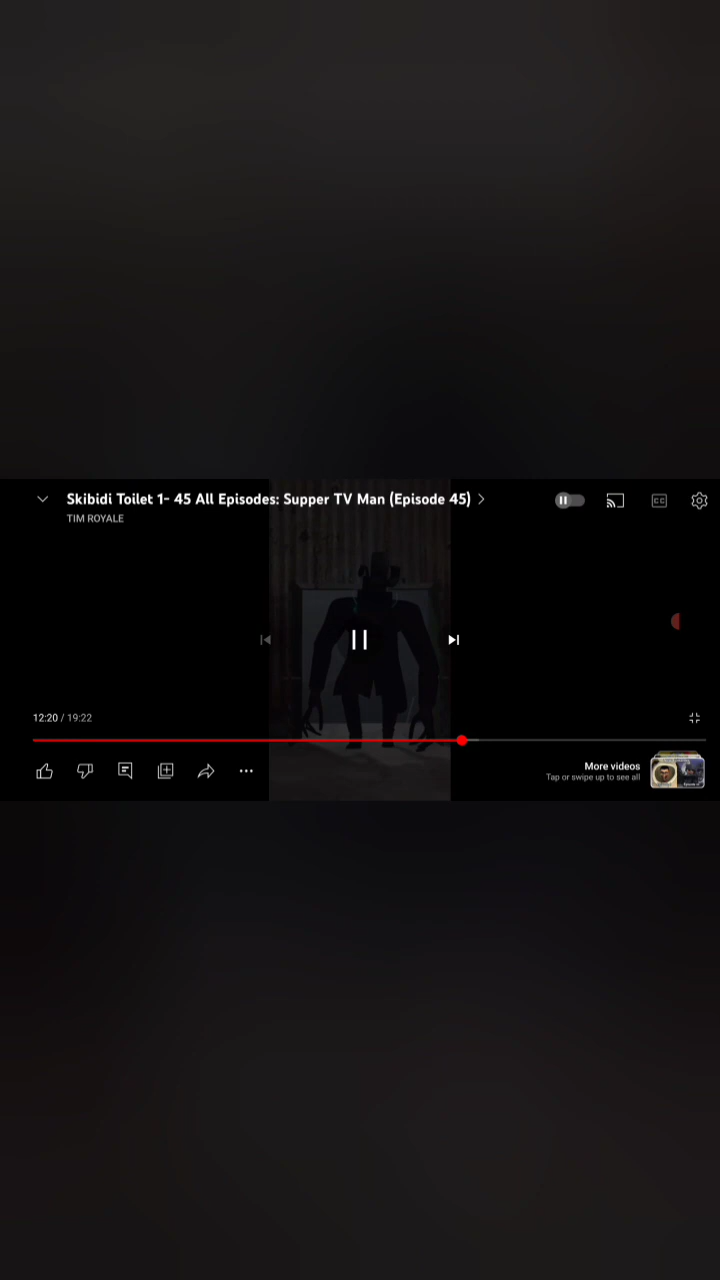 Skibidi Toilet 1- 45 All Episodes: Supper TV Man (Episode 45)
TIM ROYALE
CC
12:20 / 19:22
More videos
Tap or swipe up to see all